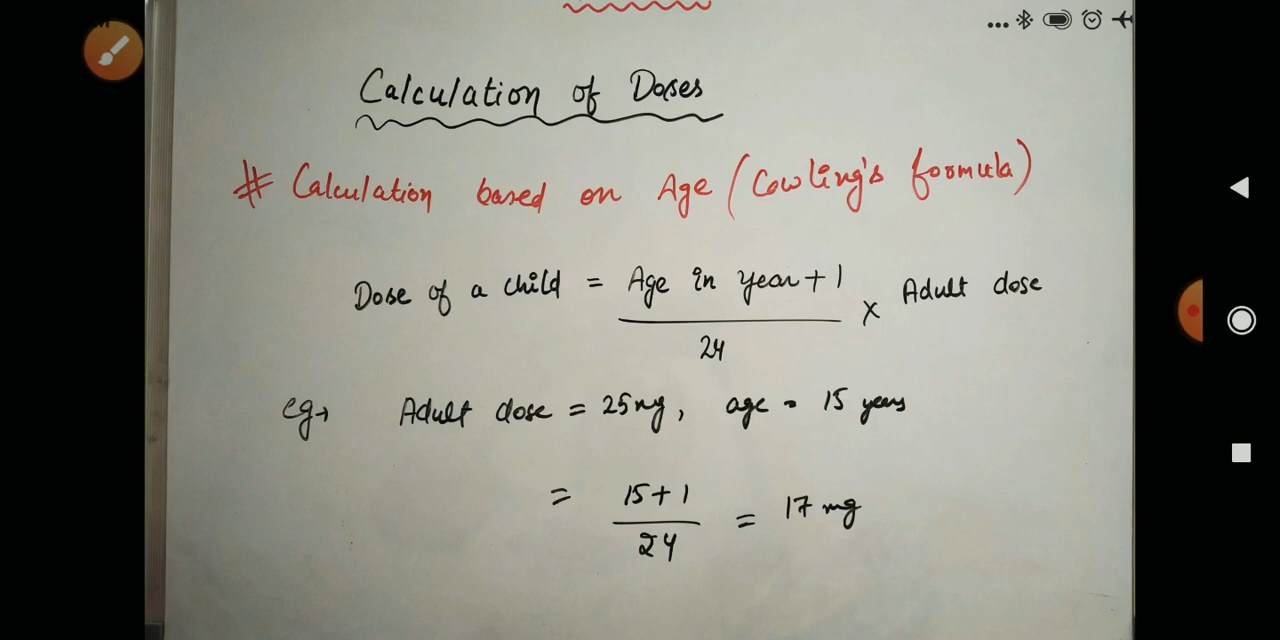 Calculation of Doses
# Calculation based on Age (Cowling's formula)
Dose of a child = Age in year + 1 / 24 × Adult dose
eg→ Adult dose = 25mg, age = 15 years
= 15+1 / 24 = 17 mg